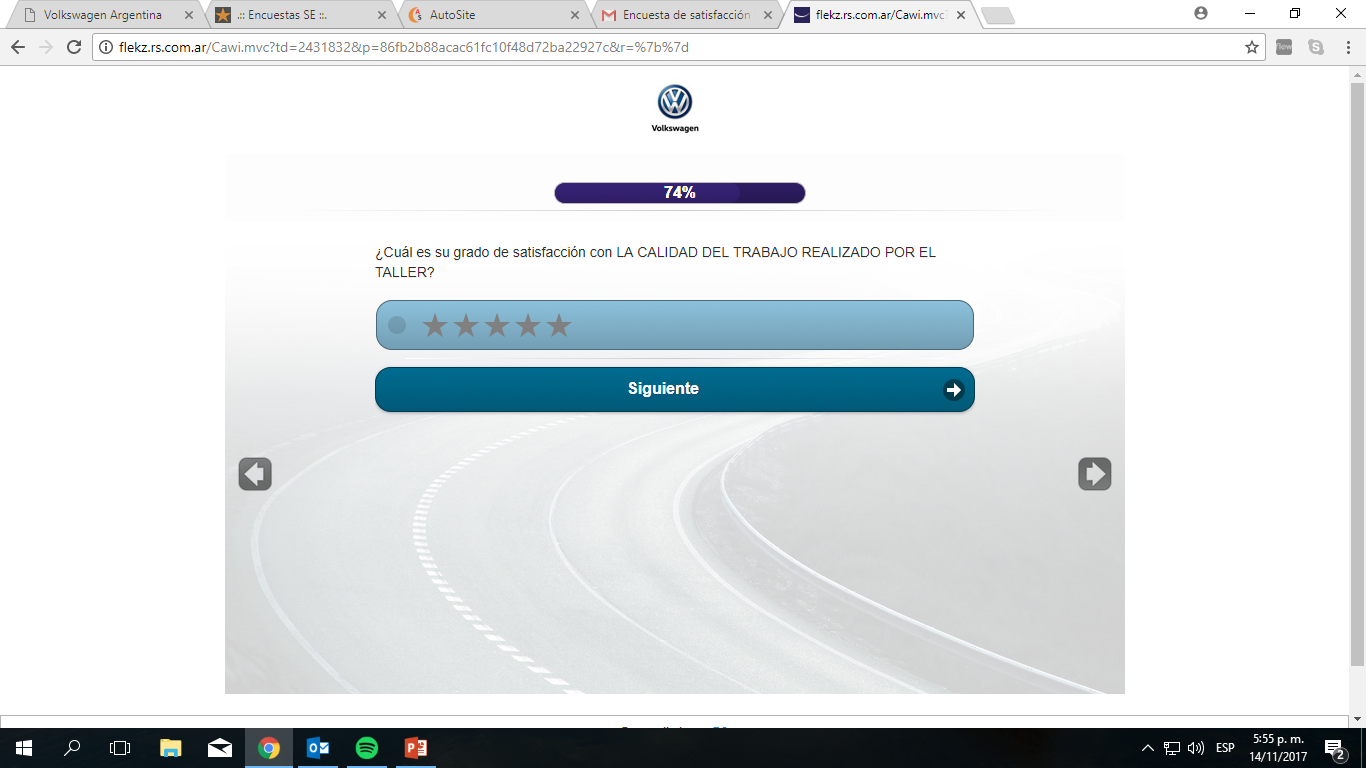 Volkswagen Argentina
.:: Encuestas SE ::.
AutoSite
Encuesta de satisfacción
flekz.rs.com.ar/Cawi.mvc
flekz.rs.com.ar/Cawi.mvc?td=2431832&p=86fb2b88acac61fc10f48d72ba22927c&r=%7b%7d
Volkswagen
74%
¿Cuál es su grado de satisfacción con LA CALIDAD DEL TRABAJO REALIZADO POR EL
TALLER?
Siguiente
ESP
5:55 p. m.
14/11/2017
2